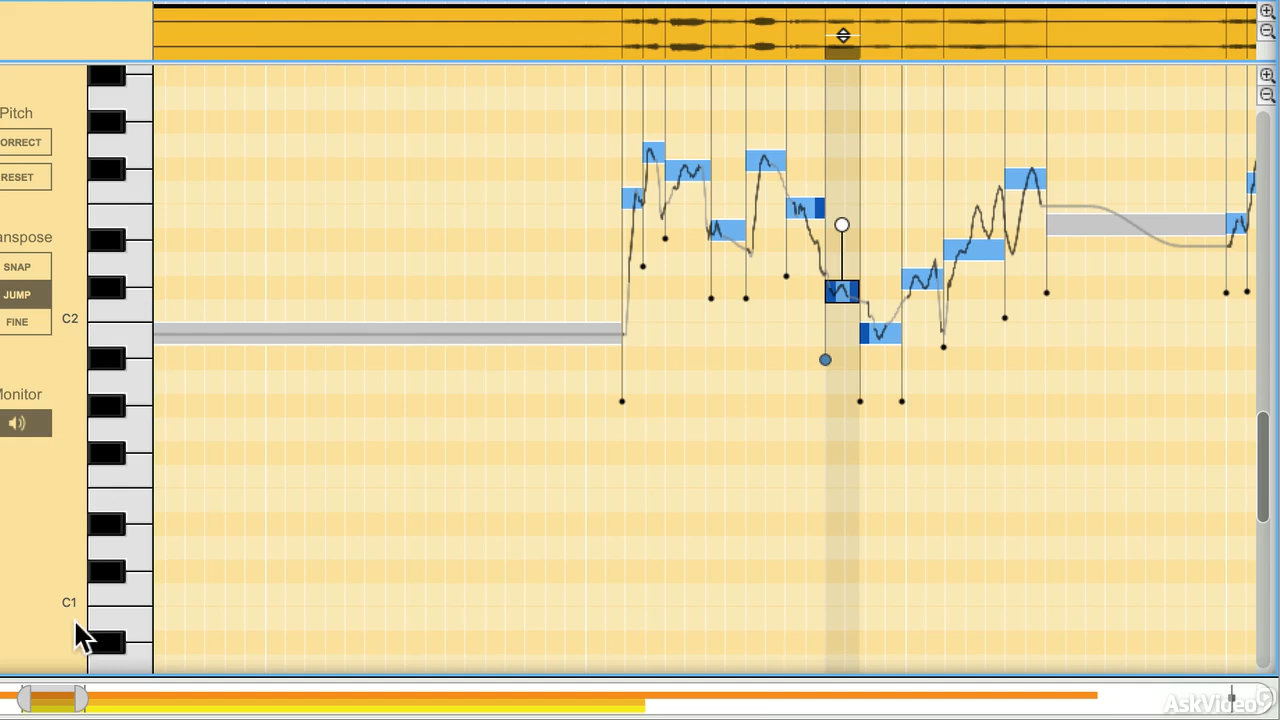 Pitch
ORRECT
RESET
anspose
SNAP
JUMP
FINE
C2
Monitor
C1
AskVideo